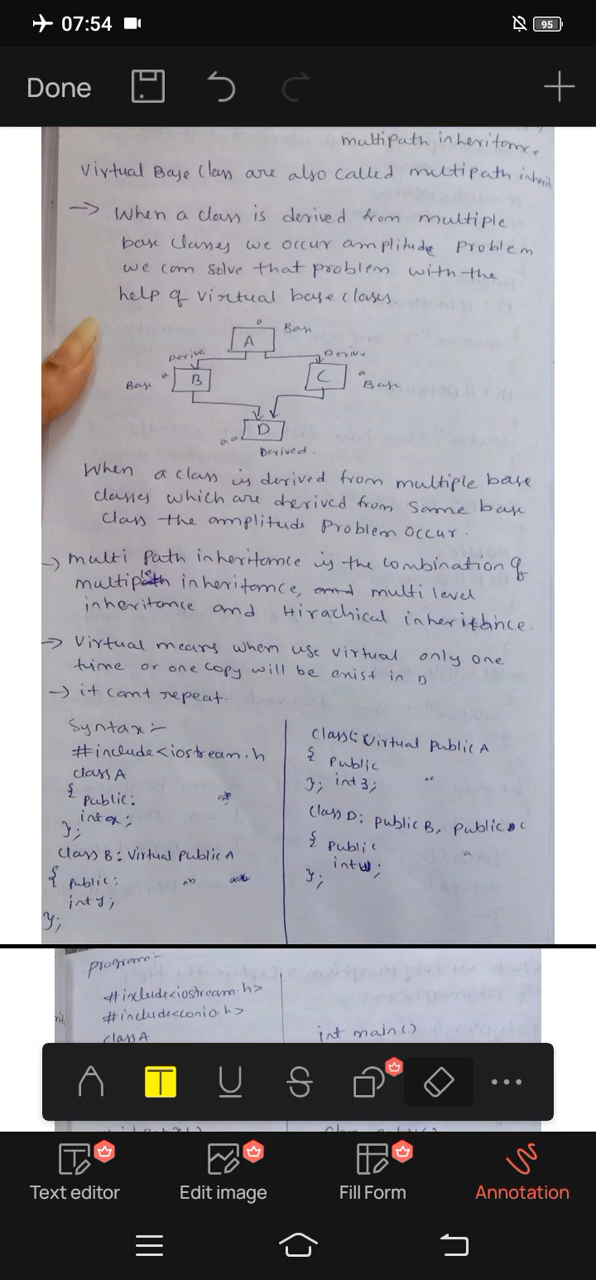 07:54
95
Done
multipath inheritance
Virtual Base Class are also called multipath inherit
→ When a class is derived from multiple
base classes we occur amplitude problem
we can solve that problem with the
help of virtual base classes.
a Base
A
Derive Derive
Base a B C a Base
D
a a
Derived.
When a class is derived from multiple base
classes which are derived from same base
class the amplitude problem occur.
→ multi path inheritance is the combination of
multiple inheritance, and multi level
inheritance and Hirachical inheritance.
→ Virtual means when use virtual only one
time or one copy will be exist in D
→ it cant repeat.
Syntax:-
#include<iostream.h
class A
{ public:
int x;
};
Class B: Virtual Public A
{ public:
int y;
};
Class C: Virtual Public A
{ Public
int 3;
};
Class D: Public B, Public C
{ Public
int w;
};
program:-
#include<iostream.h>
#include<conio.h>
class A
int main()
Text editor
Edit image
Fill Form
Annotation